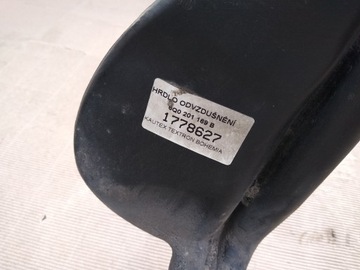 HRDLO ODVZDUŠNĚNÍ
6Q0 201 169 B
1778627
KAUTEX TEXTRON BOHEMIA